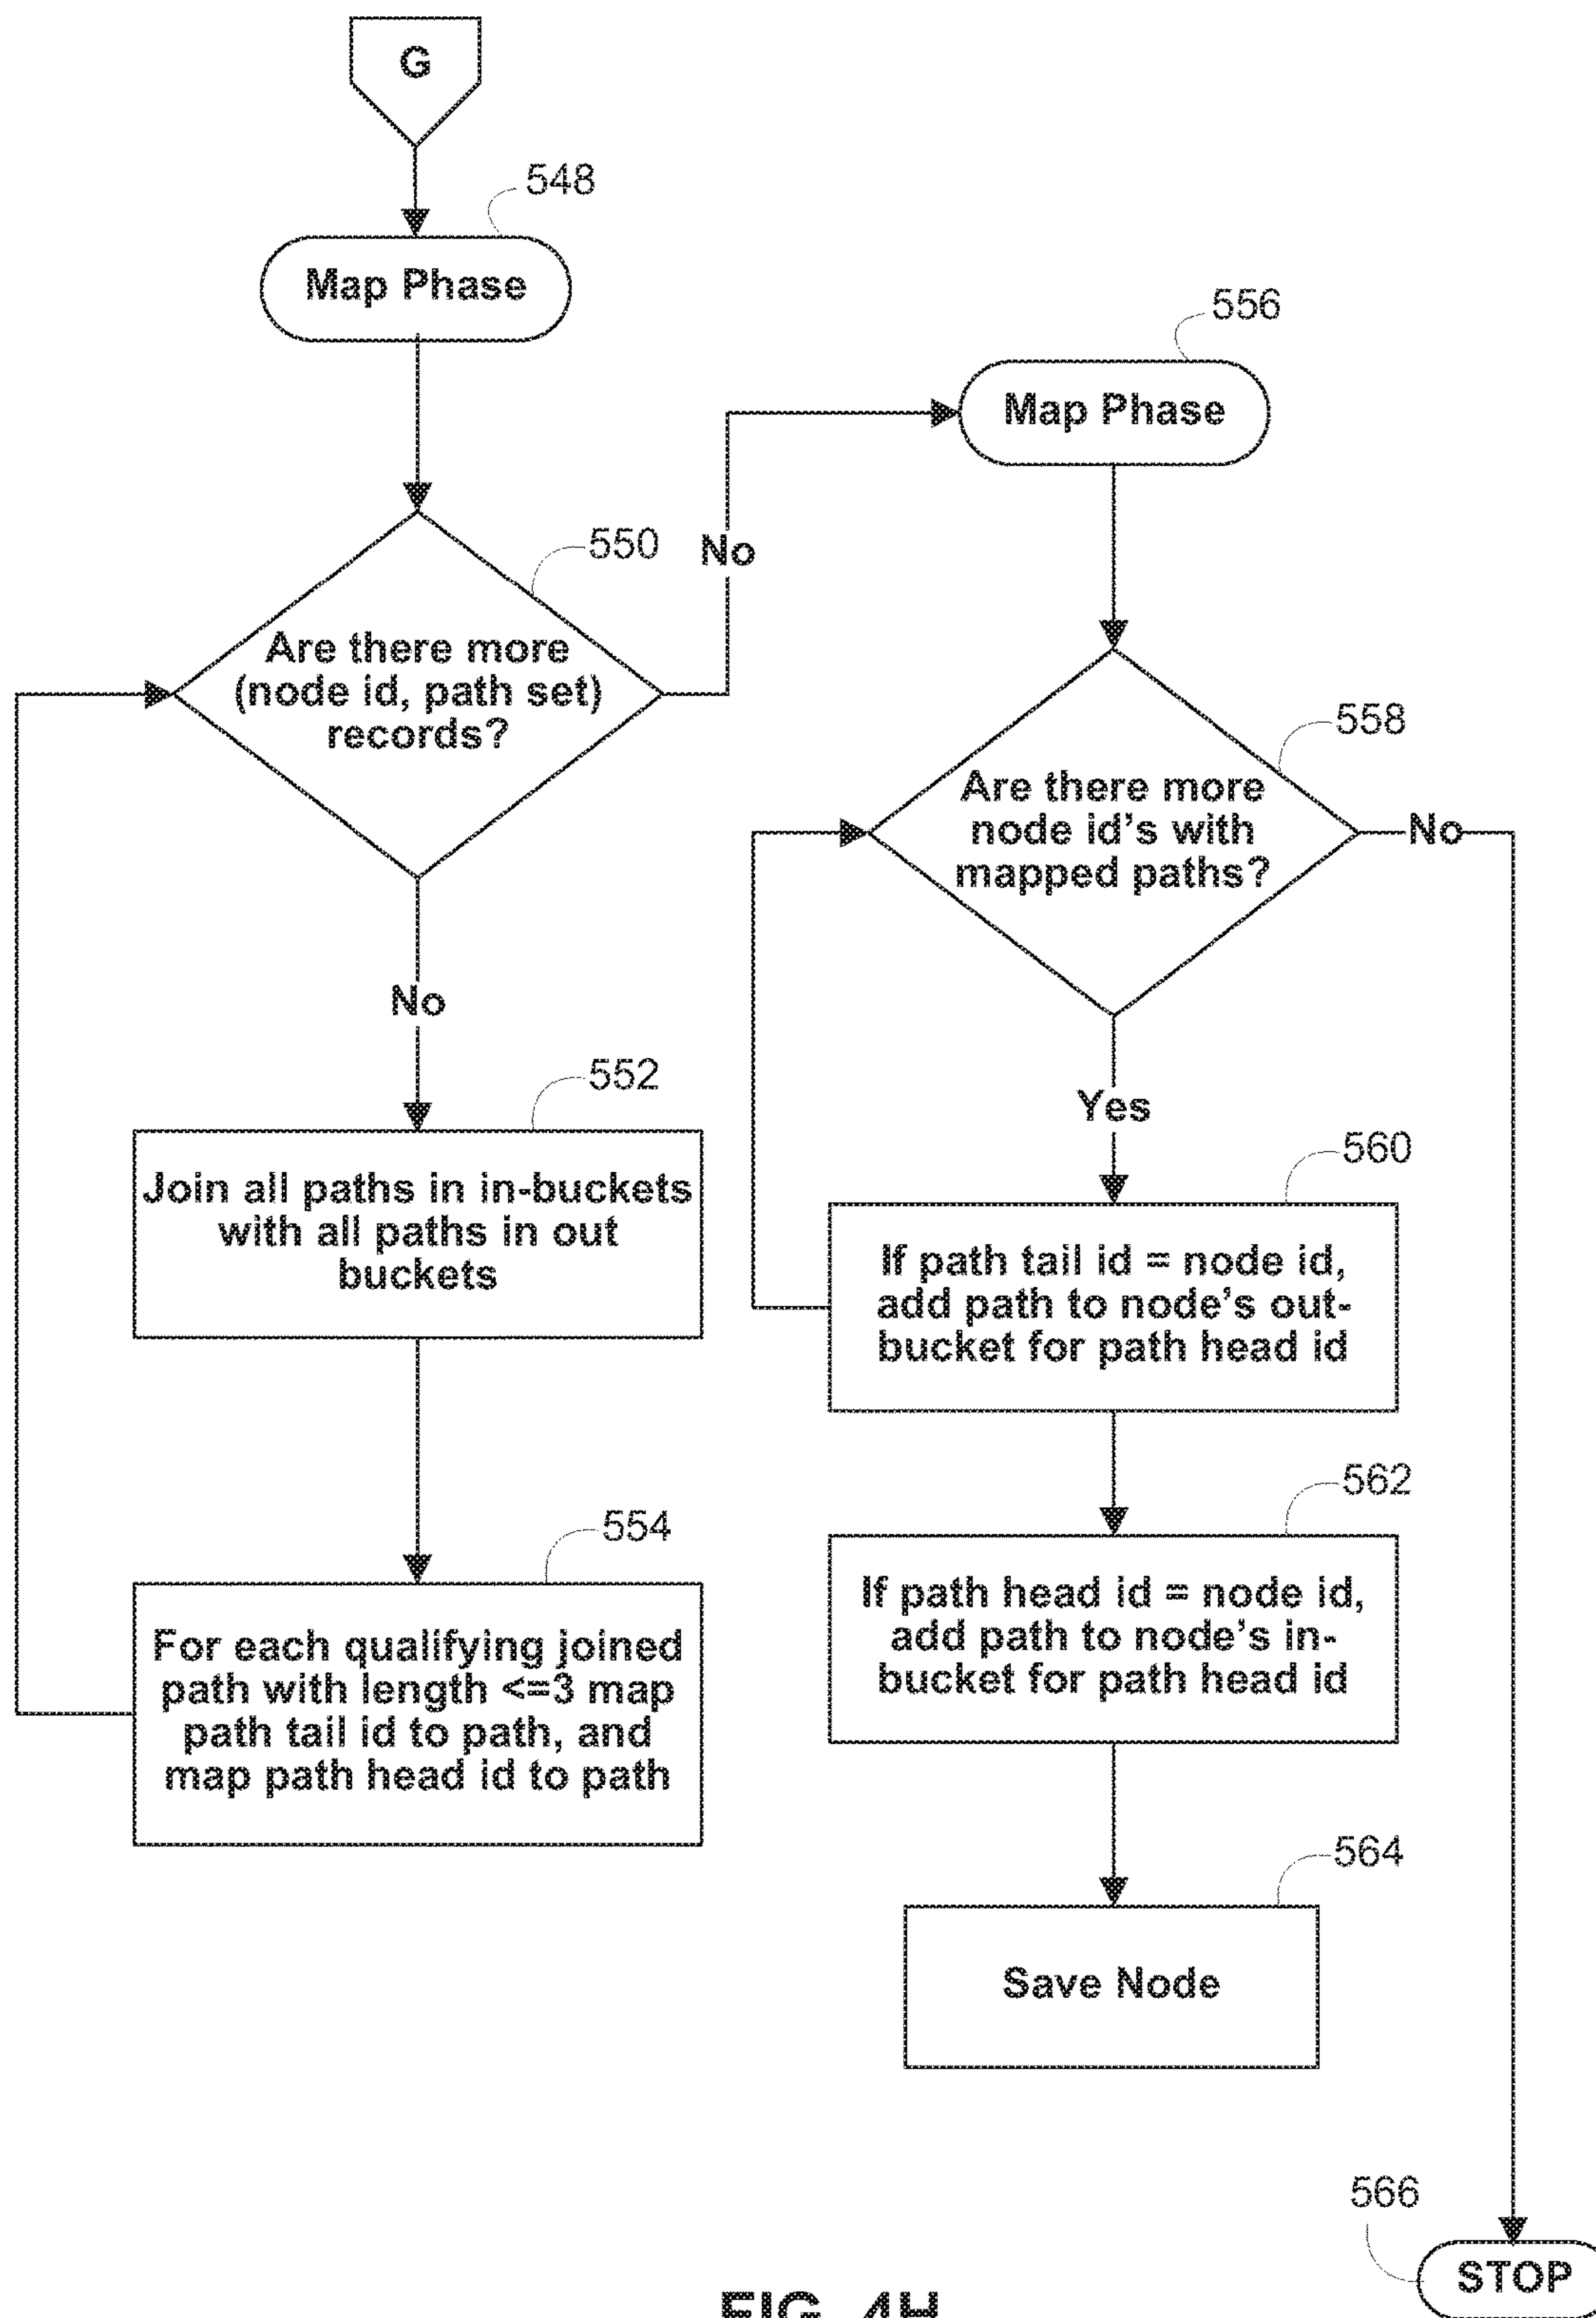 G
548
Map Phase
556
Map Phase
550
No
Are there more
(node id, path set)
records?
558
Are there more
node id's with
mapped paths?
No
No
552
Yes
Join all paths in in-buckets
with all paths in out
buckets
560
If path tail id = node id,
add path to node's out-
bucket for path head id
554
For each qualifying joined
path with length <=3 map
path tail id to path, and
map path head id to path
562
If path head id = node id,
add path to node's in-
bucket for path head id
564
Save Node
566
STOP
FIG. 4H